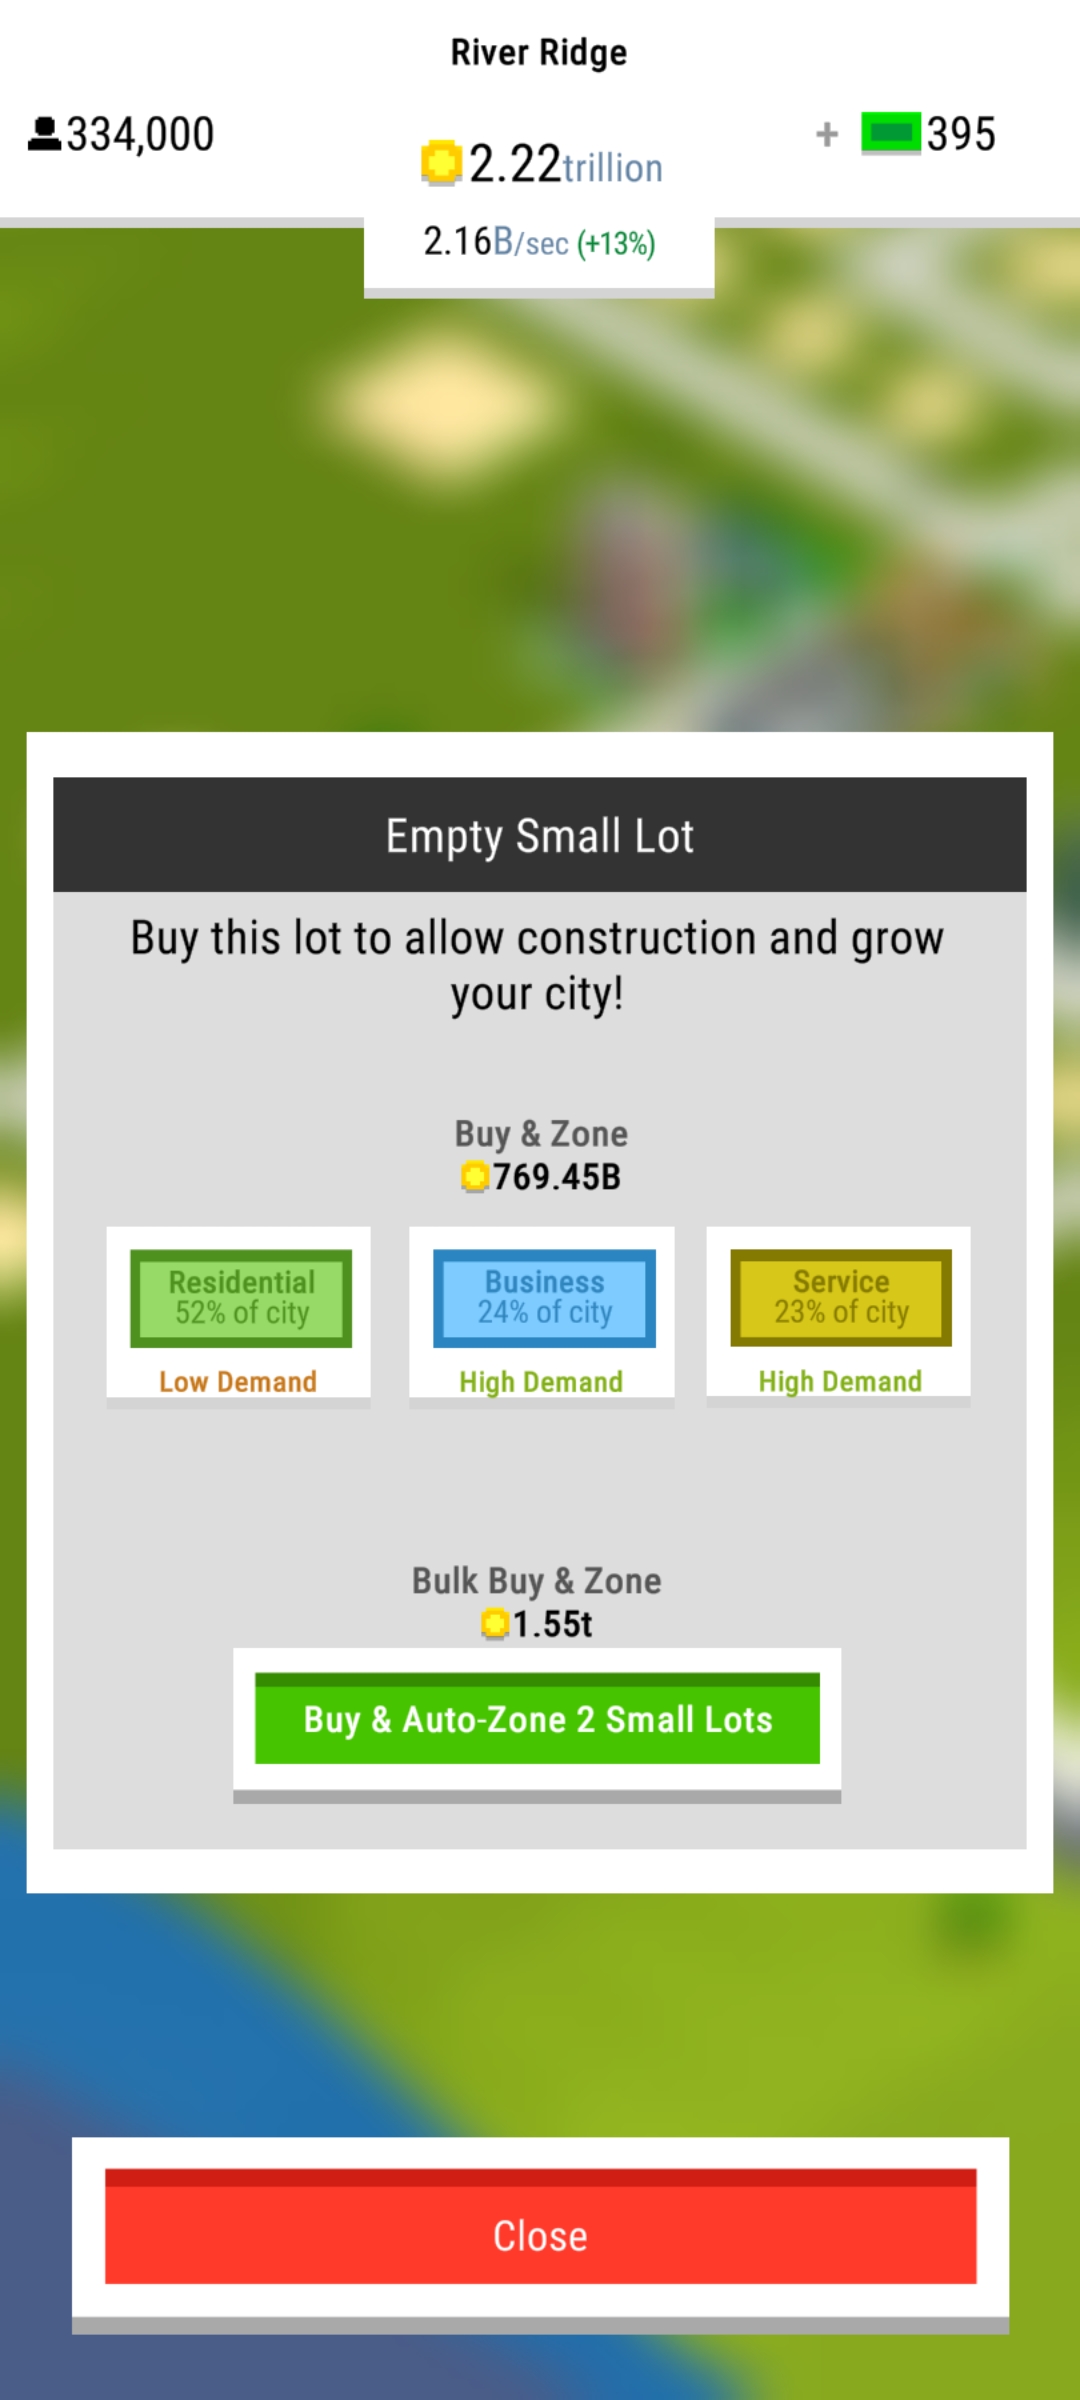 River Ridge
334,000
2.22trillion
+ 395
2.16B/sec (+13%)
Empty Small Lot
Buy this lot to allow construction and grow
your city!
Buy & Zone
769.45B
Residential
52% of city
Low Demand
Business
24% of city
High Demand
Service
23% of city
High Demand
Bulk Buy & Zone
1.55t
Buy & Auto-Zone 2 Small Lots
Close